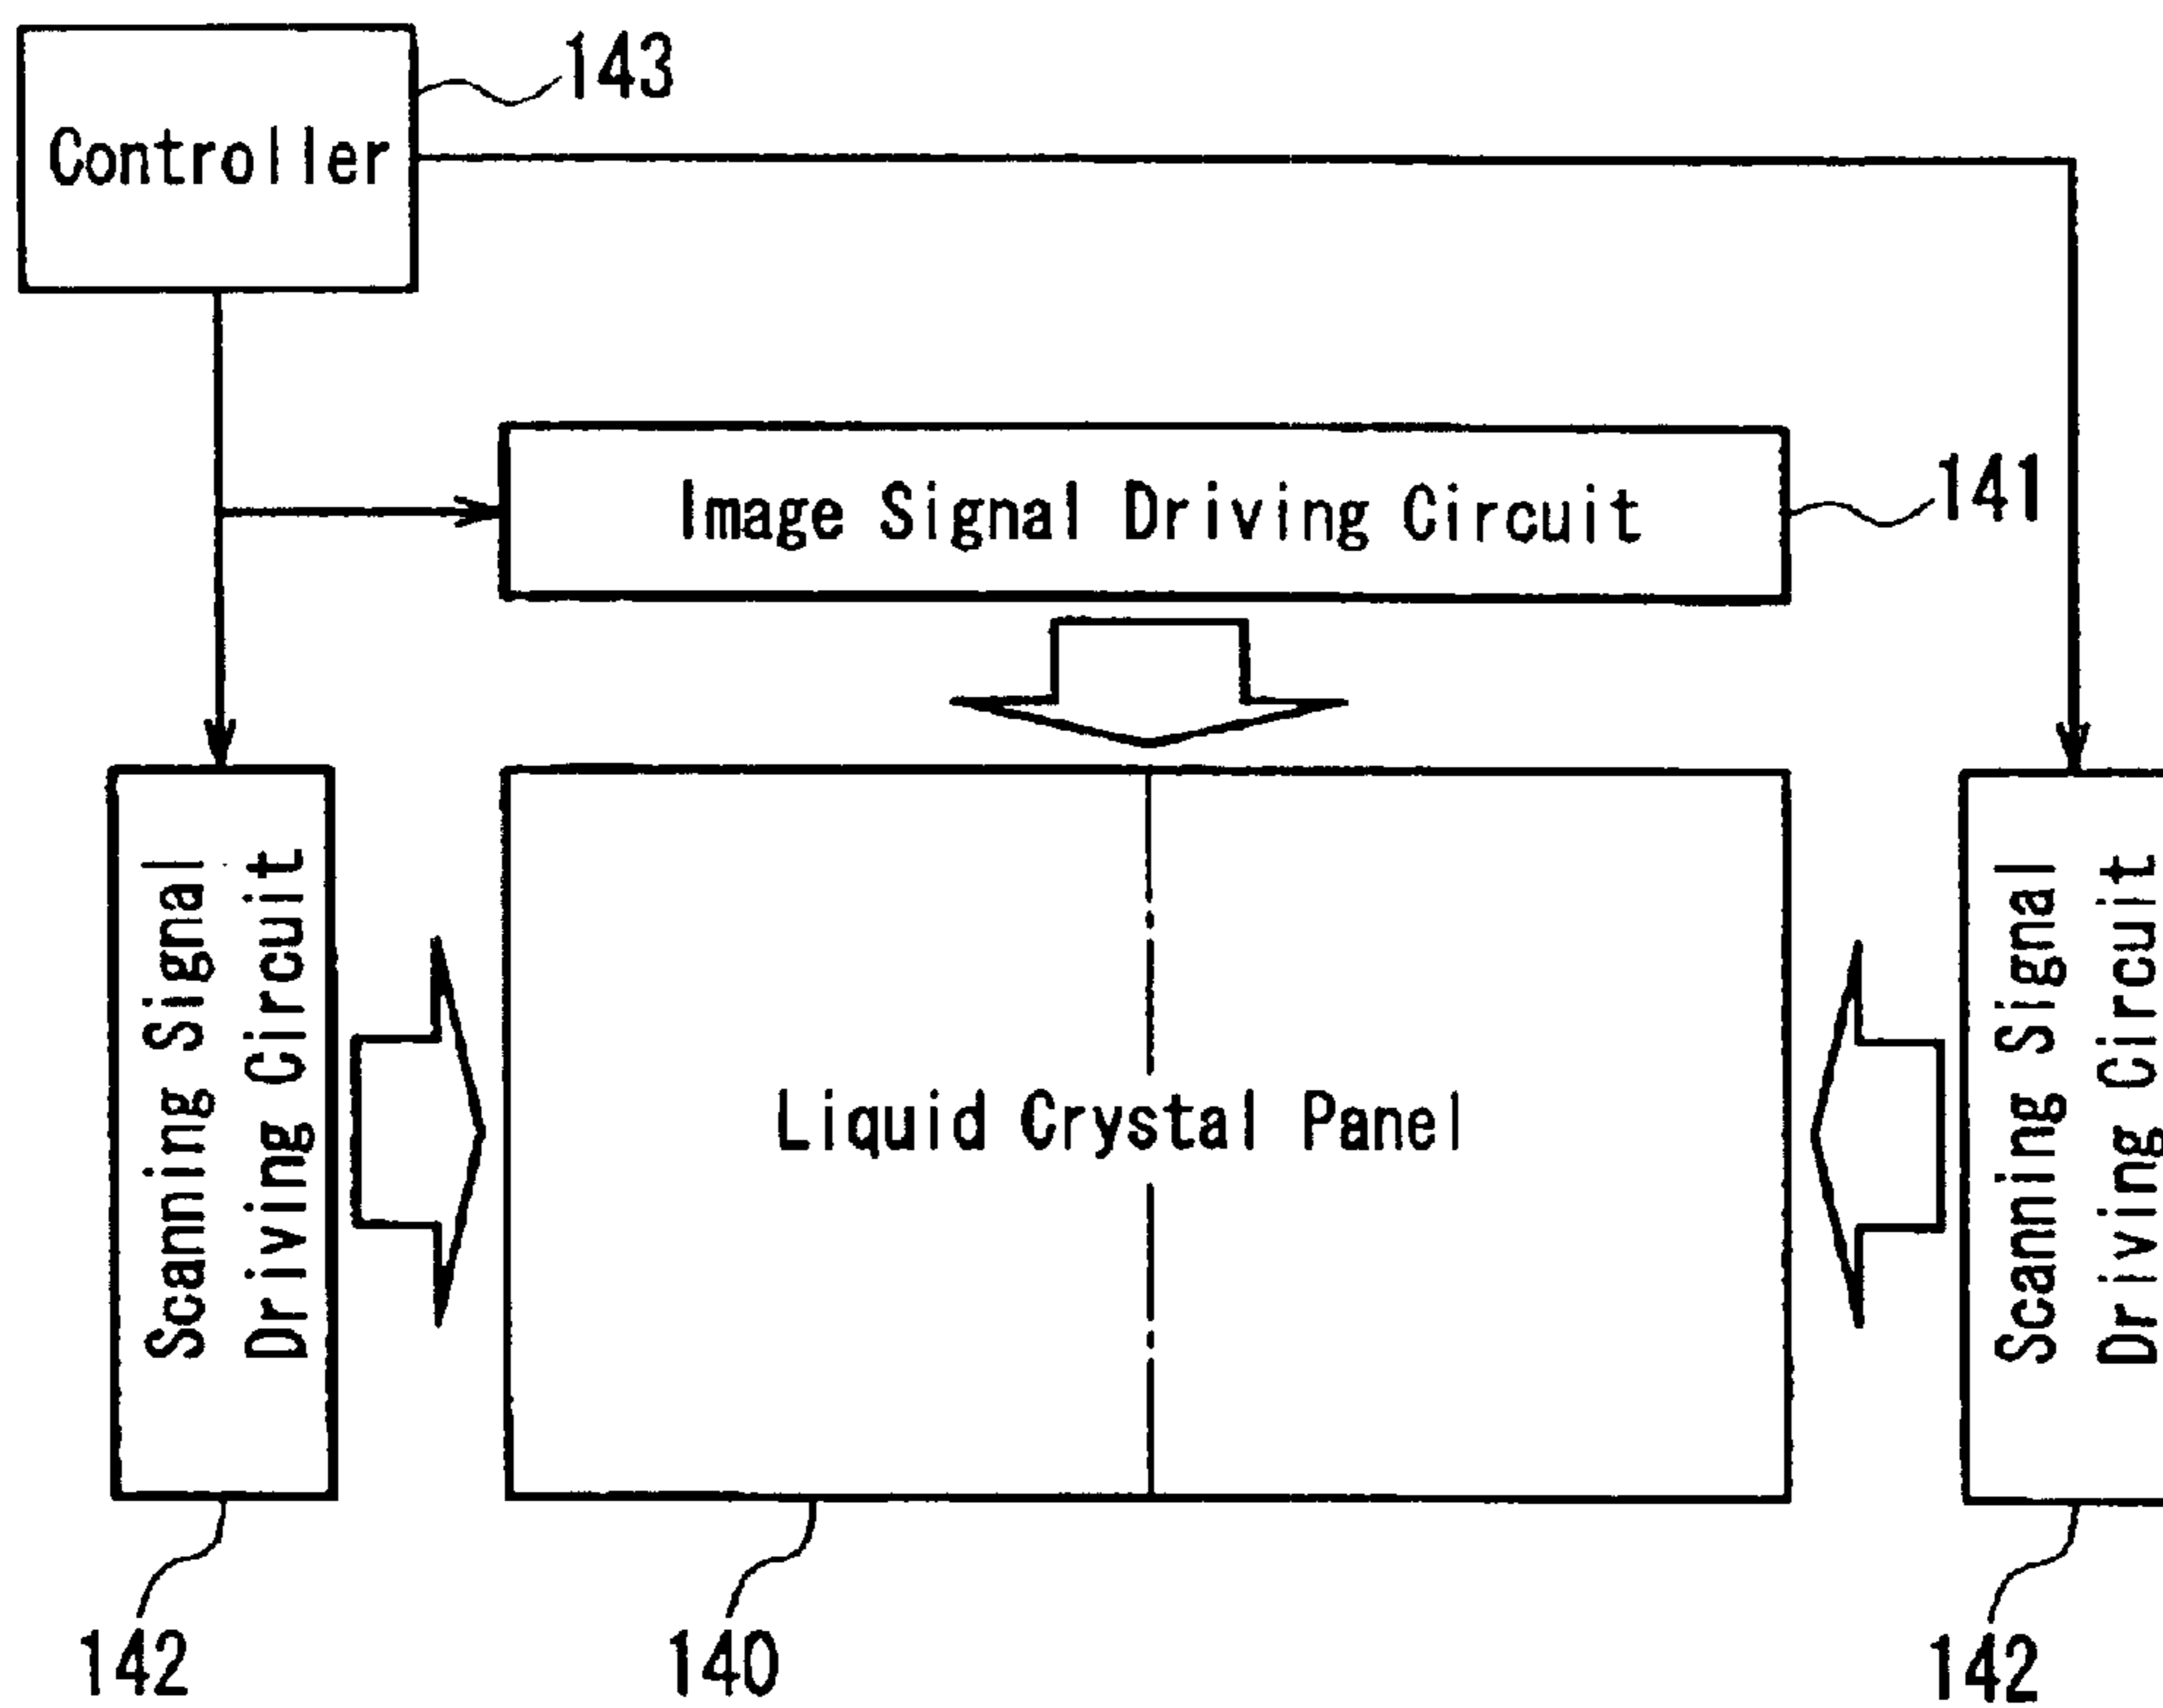 143
Controller
Image Signal Driving Circuit
141
Scanning Signal
Driving Circuit
Liquid Crystal Panel
Scanning Signal
Driving Circuit
142
140
142